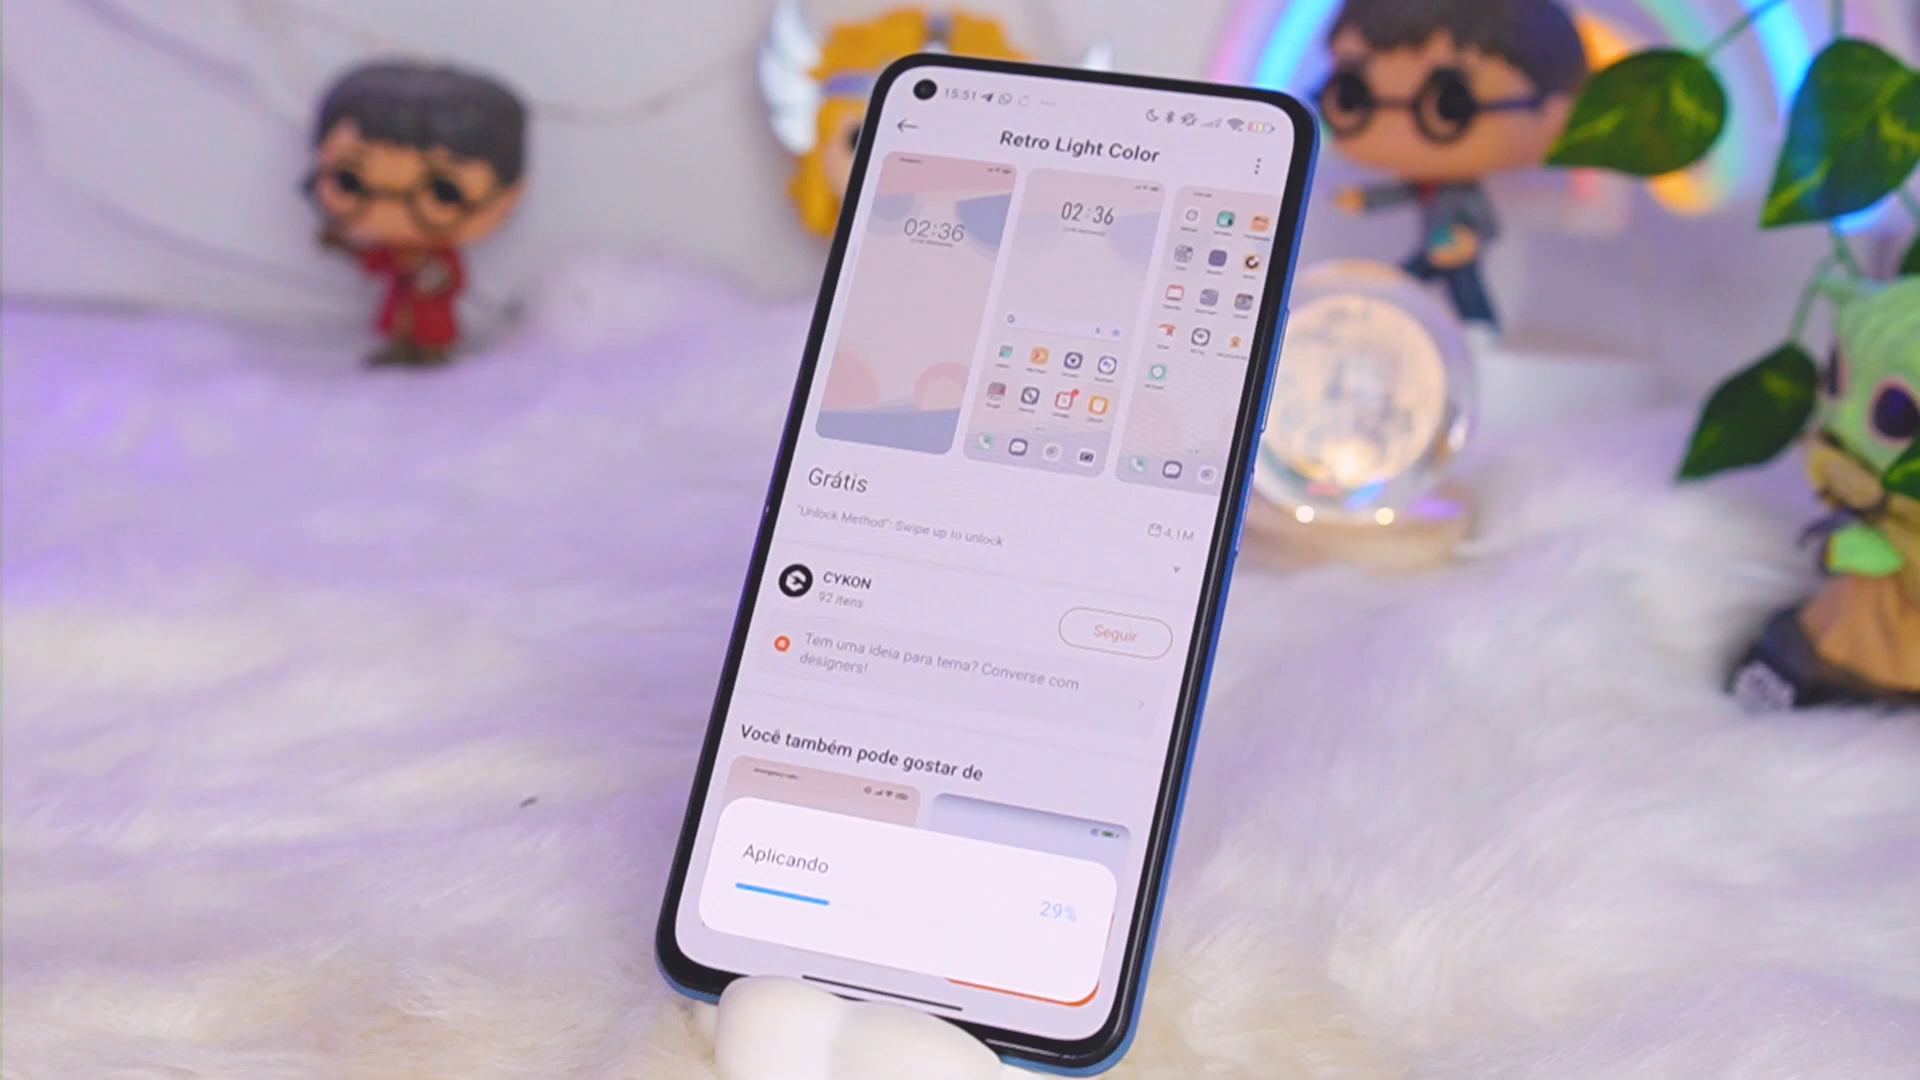 15:51
Retro Light Color
02:36
02:36
Grátis
4,1M
"Unlock Method": Swipe up to unlock
CYKON
92 itens
Seguir
Tem uma ideia para tema? Converse com
designers!
Você também pode gostar de
Aplicando
29%